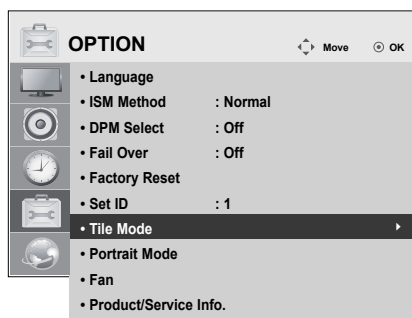 OPTION
Move
OK
• Language
• ISM Method : Normal
• DPM Select : Off
• Fail Over : Off
• Factory Reset
• Set ID : 1
• Tile Mode
• Portrait Mode
• Fan
• Product/Service Info.